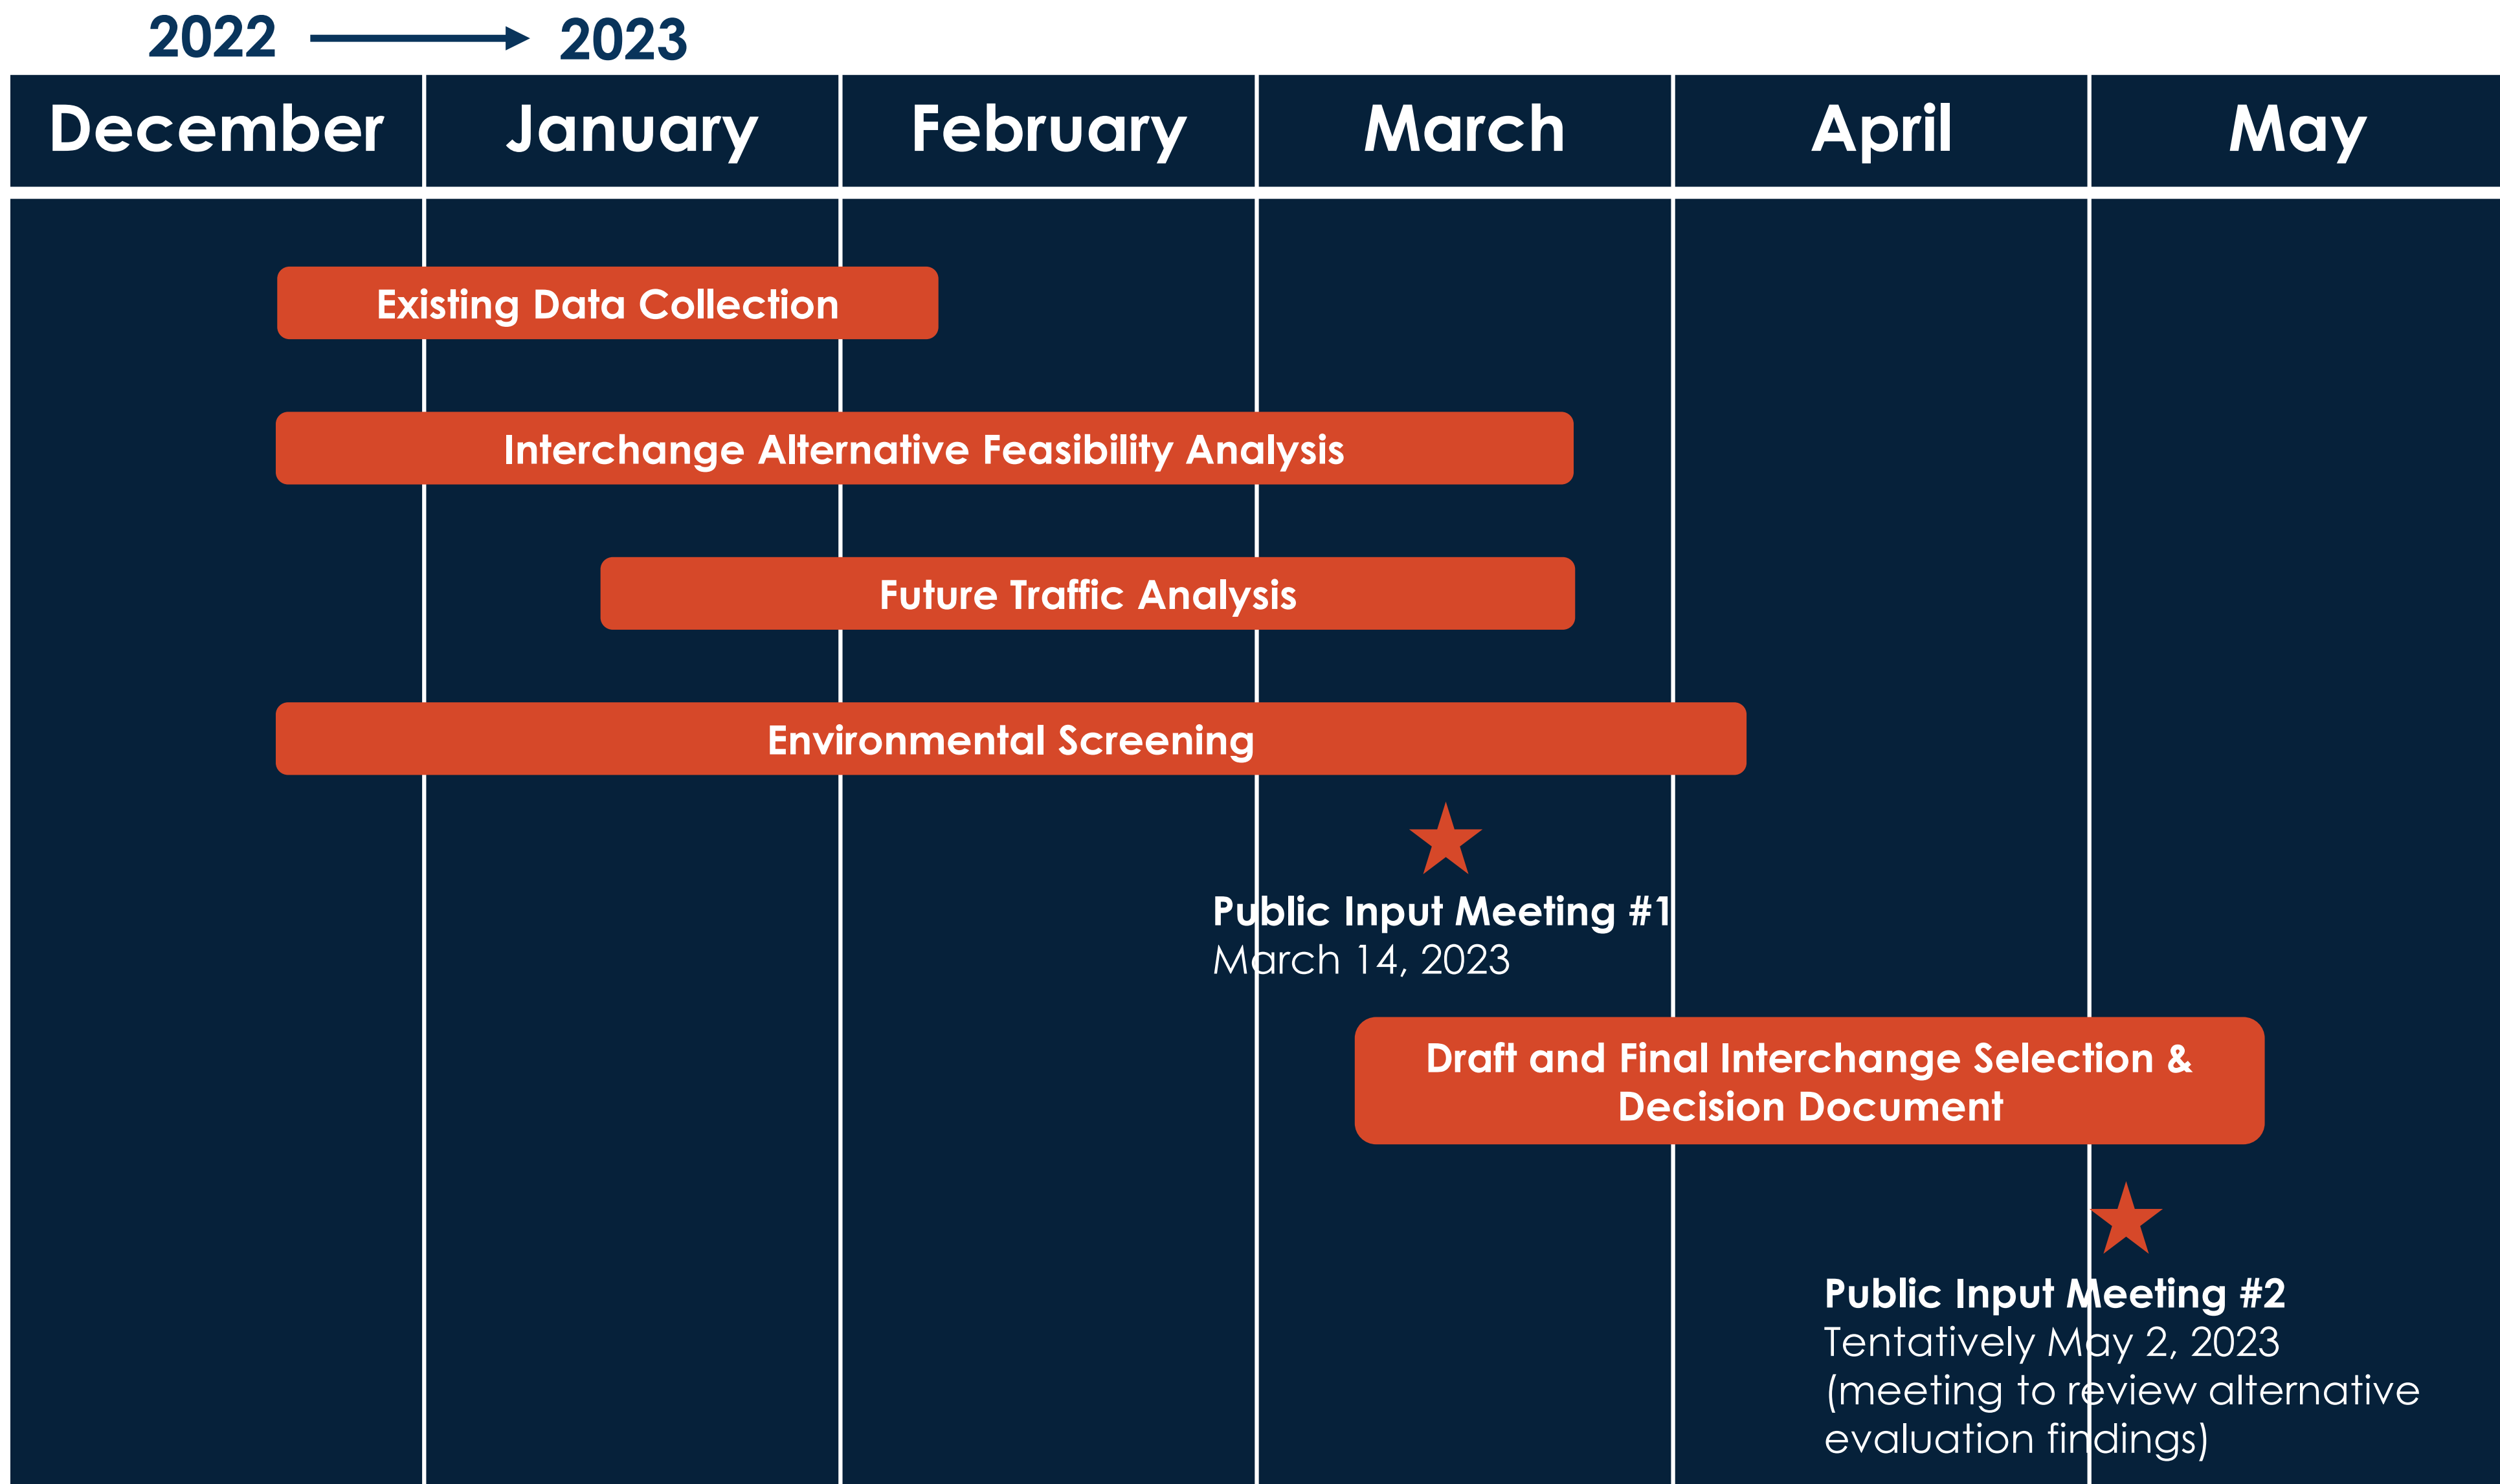 2022
2023
December
January
February
March
April
May
Existing Data Collection
Interchange Alternative Feasibility Analysis
Future Traffic Analysis
Environmental Screening
Public Input Meeting #1
March 14, 2023
Draft and Final Interchange Selection &
Decision Document
Public Input Meeting #2
Tentatively May 2, 2023
(meeting to review alternative
evaluation findings)